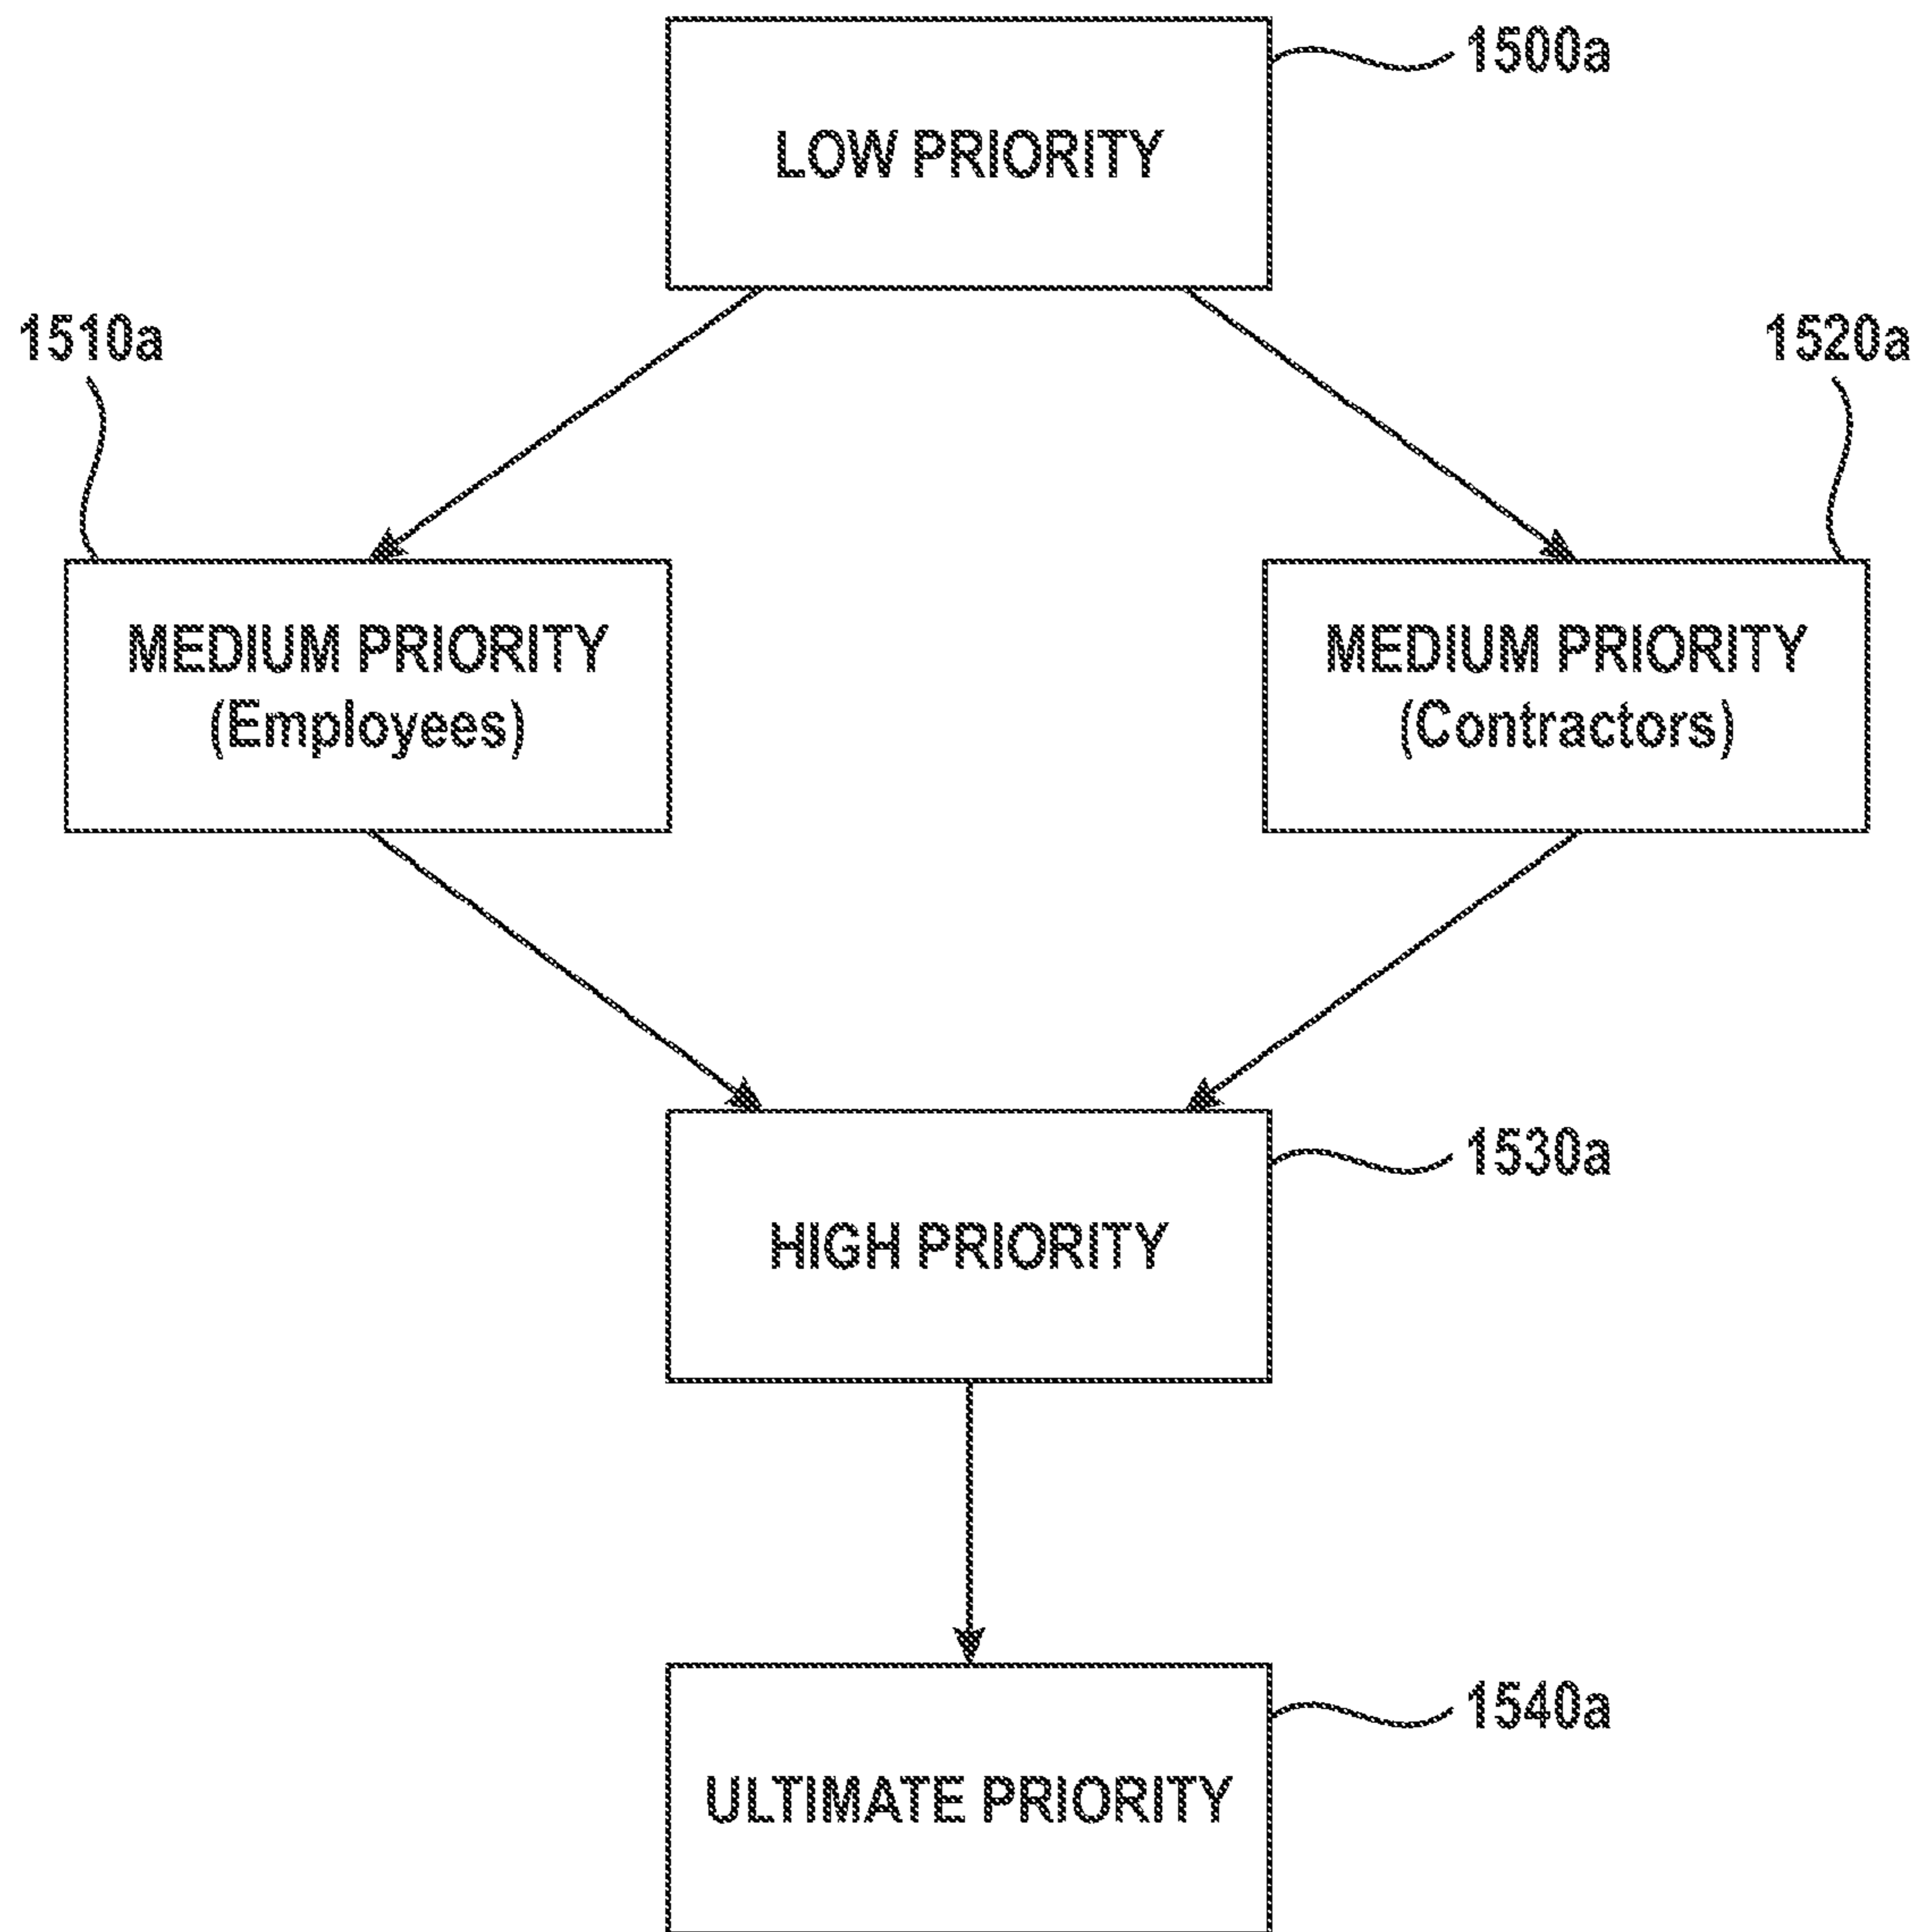 1500a
LOW PRIORITY
1510a
1520a
MEDIUM PRIORITY
(Employees)
MEDIUM PRIORITY
(Contractors)
1530a
HIGH PRIORITY
1540a
ULTIMATE PRIORITY